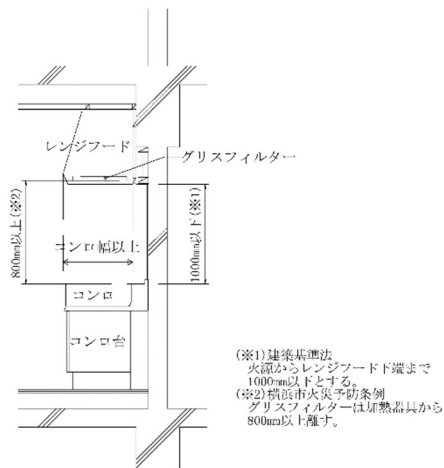 レンジフード
グリスフィルター
800mm以上(※2)
1000mm以下(※1)
コンロ幅以上
コンロ
コンロ台
(※1)建築基準法
火源からレンジフード下端まで
1000mm以下とする。
(※2)横浜市火災予防条例
グリスフィルターは加熱器具から
800mm以上離す。